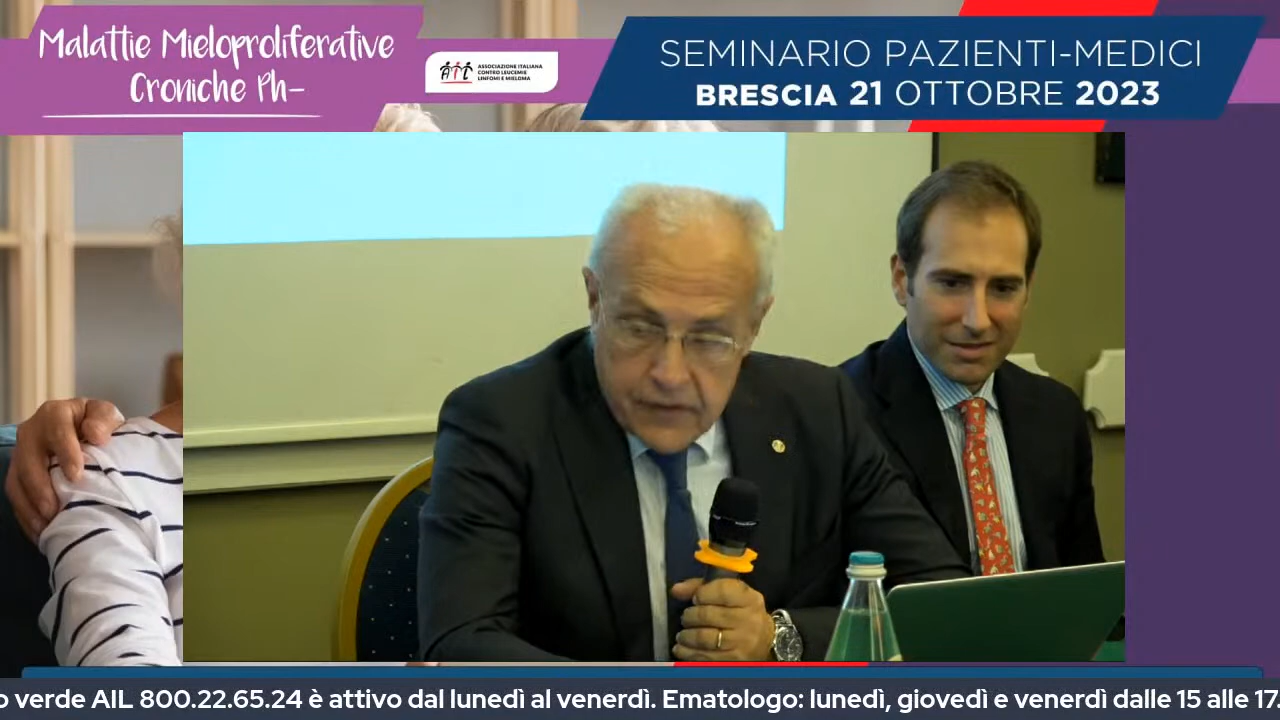 Malattie Mieloproliferative
Croniche Ph-
AIL
ASSOCIAZIONE ITALIANA
CONTRO LEUCEMIE
LINFOMI E MIELOMA
SEMINARIO PAZIENTI-MEDICI
BRESCIA 21 OTTOBRE 2023
o verde AIL 800.22.65.24 è attivo dal lunedì al venerdì. Ematologo: lunedì, giovedì e venerdì dalle 15 alle 17.